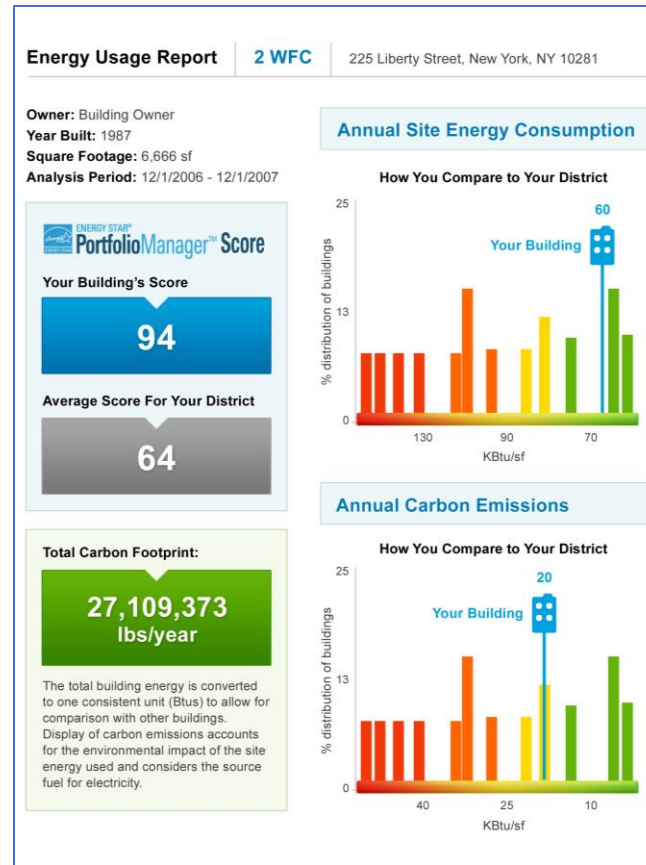 Energy Usage Report
2 WFC
225 Liberty Street, New York, NY 10281
Owner: Building Owner
Year Built: 1987
Square Footage: 6,666 sf
Analysis Period: 12/1/2006 - 12/1/2007
ENERGY STAR®
PortfolioManager™ Score
Your Building's Score
94
Average Score For Your District
64
Total Carbon Footprint:
27,109,373
lbs/year
The total building energy is converted
to one consistent unit (Btus) to allow for
comparison with other buildings.
Display of carbon emissions accounts
for the environmental impact of the site
energy used and considers the source
fuel for electricity.
Annual Site Energy Consumption
How You Compare to Your District
25
60
Your Building
13
% distribution of buildings
0
130 90 70
KBtu/sf
Annual Carbon Emissions
How You Compare to Your District
25
20
Your Building
13
% distribution of buildings
0
40 25 10
KBtu/sf